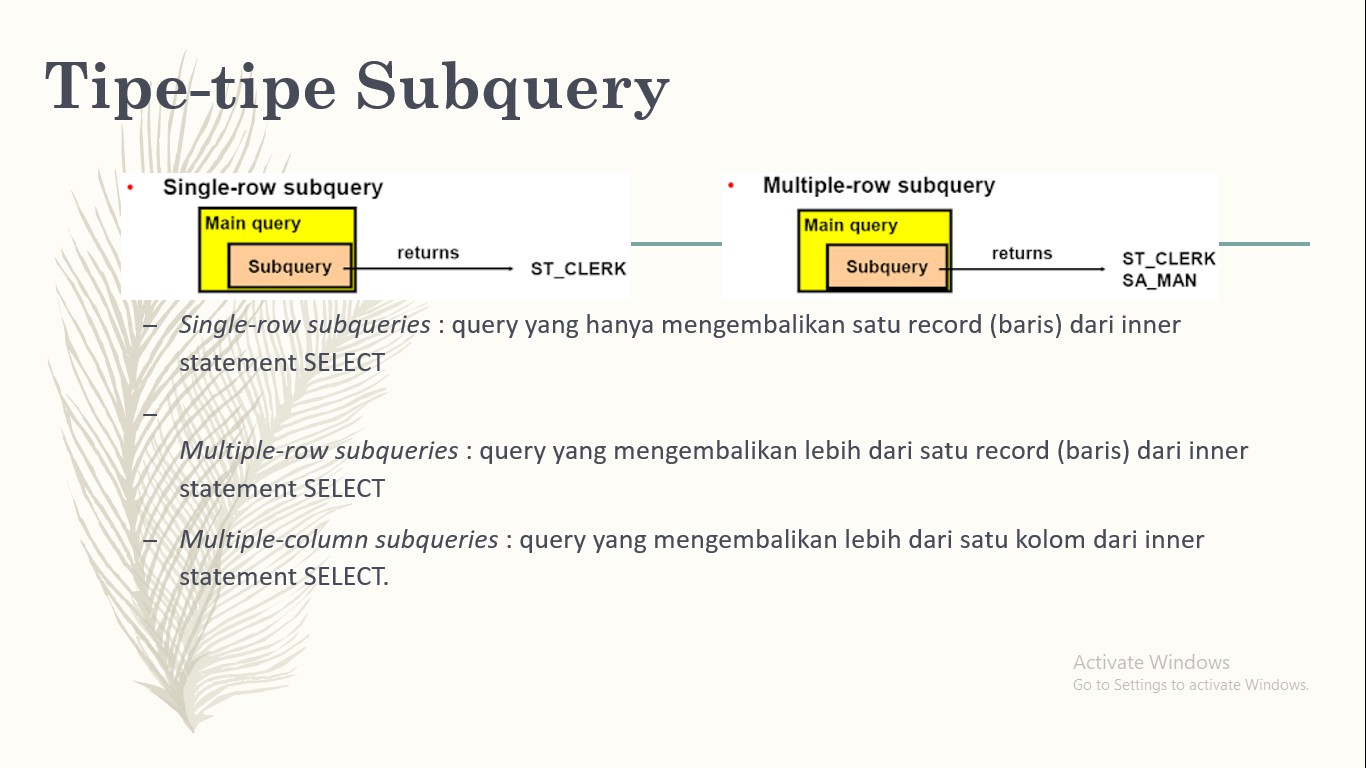 Tipe-tipe Subquery
• Single-row subquery
Main query
Subquery
returns
ST_CLERK
• Multiple-row subquery
Main query
Subquery
returns
ST_CLERK
SA_MAN
– Single-row subqueries : query yang hanya mengembalikan satu record (baris) dari inner
statement SELECT
–
Multiple-row subqueries : query yang mengembalikan lebih dari satu record (baris) dari inner
statement SELECT
– Multiple-column subqueries : query yang mengembalikan lebih dari satu kolom dari inner
statement SELECT.
Activate Windows
Go to Settings to activate Windows.